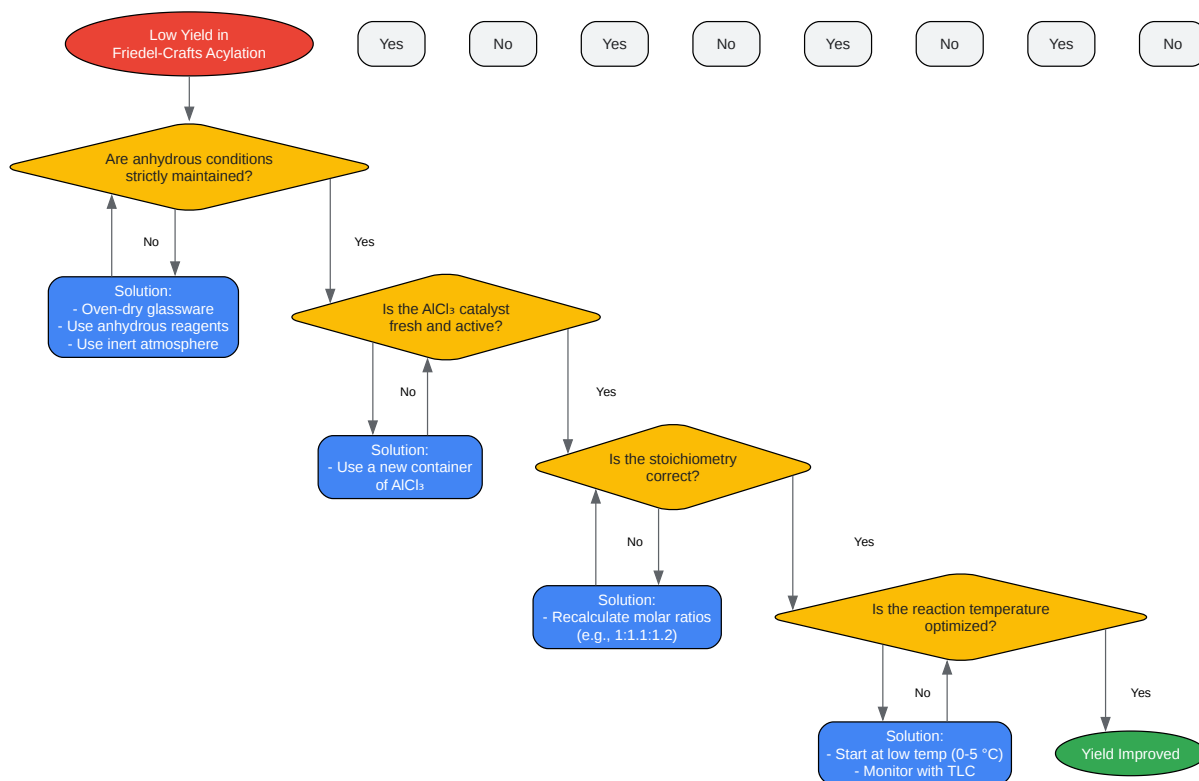 Low Yield in
Friedel-Crafts Acylation
Yes
No
Yes
No
Yes
No
Yes
No
Are anhydrous conditions
strictly maintained?
No
Yes
Solution:
- Oven-dry glassware
- Use anhydrous reagents
- Use inert atmosphere
Is the AlCl₃ catalyst
fresh and active?
No
Yes
Solution:
- Use a new container
of AlCl₃
Is the stoichiometry
correct?
No
Yes
Solution:
- Recalculate molar ratios
(e.g., 1:1.1:1.2)
Is the reaction temperature
optimized?
No
Yes
Solution:
- Start at low temp (0-5 °C)
- Monitor with TLC
Yield Improved